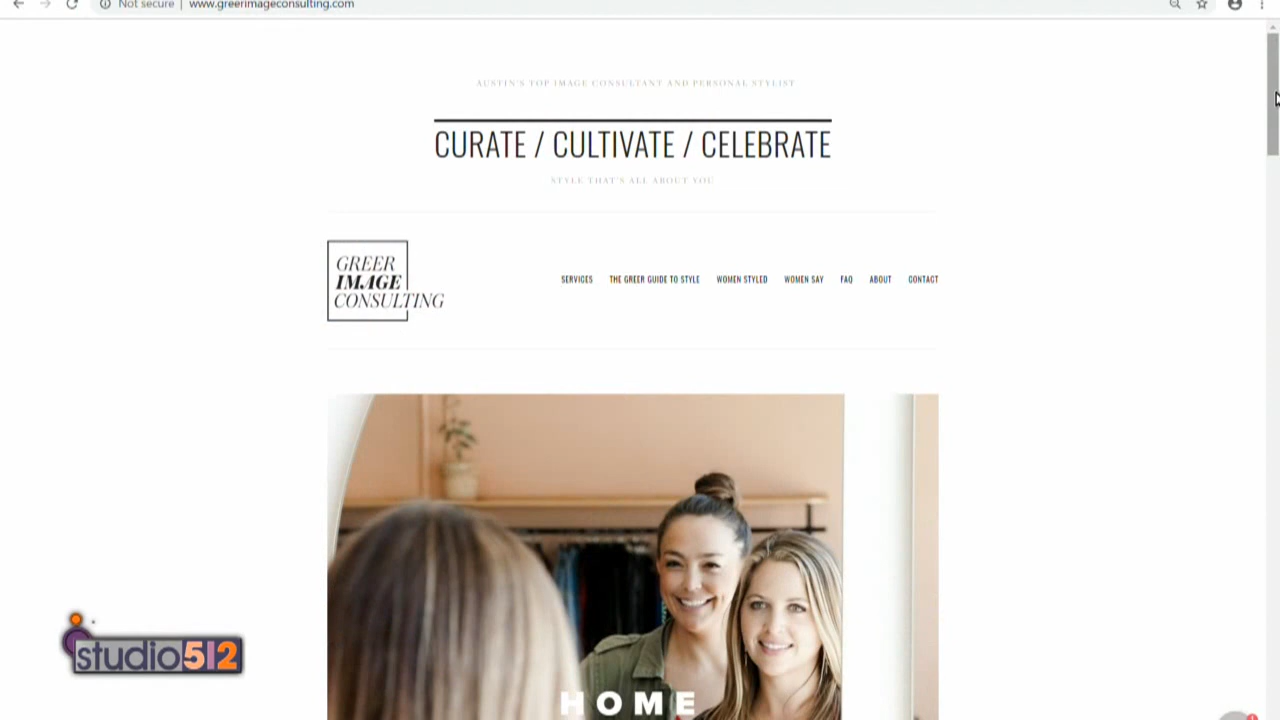 Not secure | www.greerimageconsulting.com
AUSTIN'S TOP IMAGE CONSULTANT AND PERSONAL STYLIST
CURATE / CULTIVATE / CELEBRATE
STYLE THAT'S ALL ABOUT YOU
GREER
IMAGE
CONSULTING
SERVICES THE GREER GUIDE TO STYLE WOMEN STYLED WOMEN SAY FAQ ABOUT CONTACT
HOME
studio512